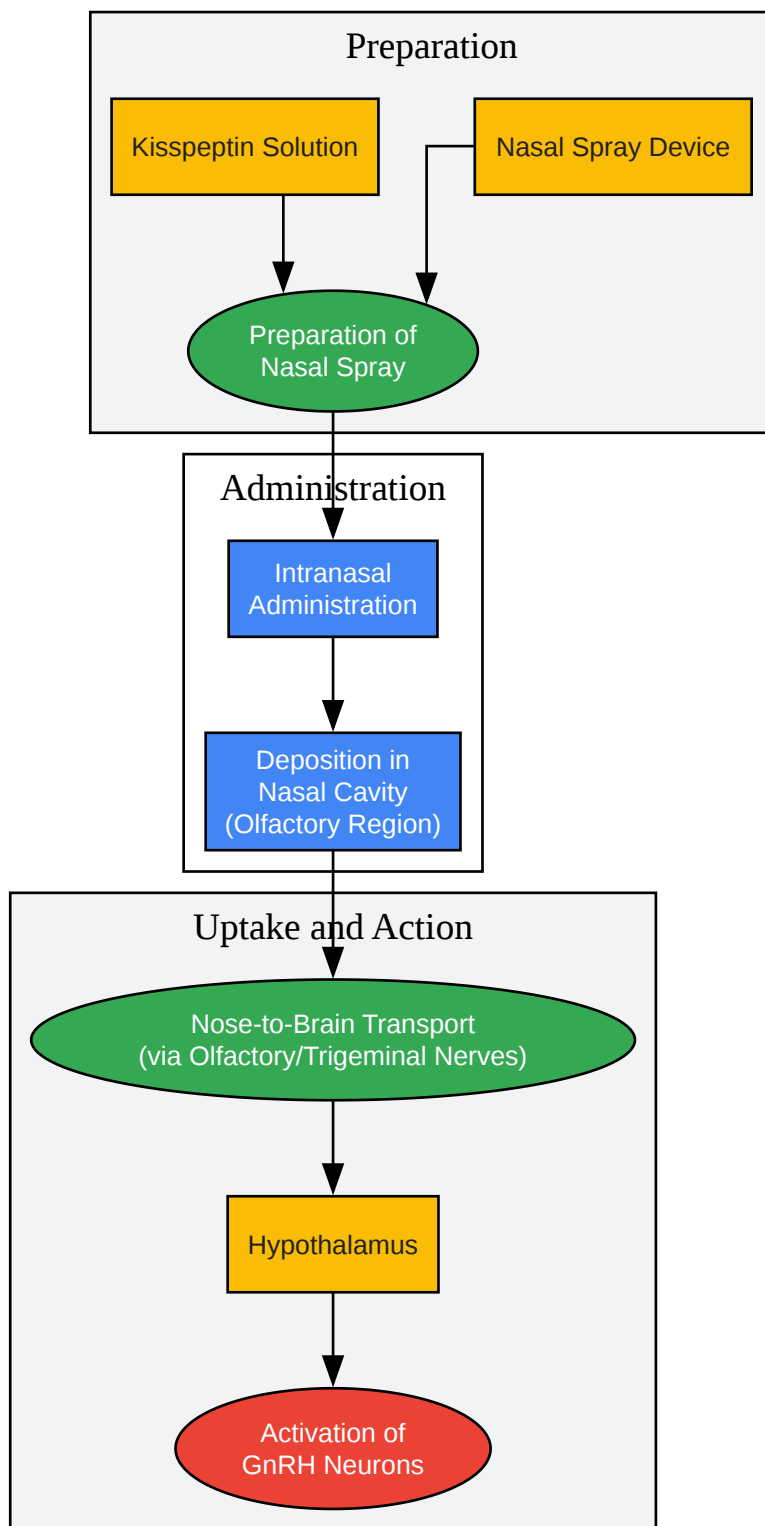 Preparation
Kisspeptin Solution
Nasal Spray Device
Preparation of
Nasal Spray
Administration
Intranasal
Administration
Deposition in
Nasal Cavity
(Olfactory Region)
Uptake and Action
Nose-to-Brain Transport
(via Olfactory/Trigeminal Nerves)
Hypothalamus
Activation of
GnRH Neurons